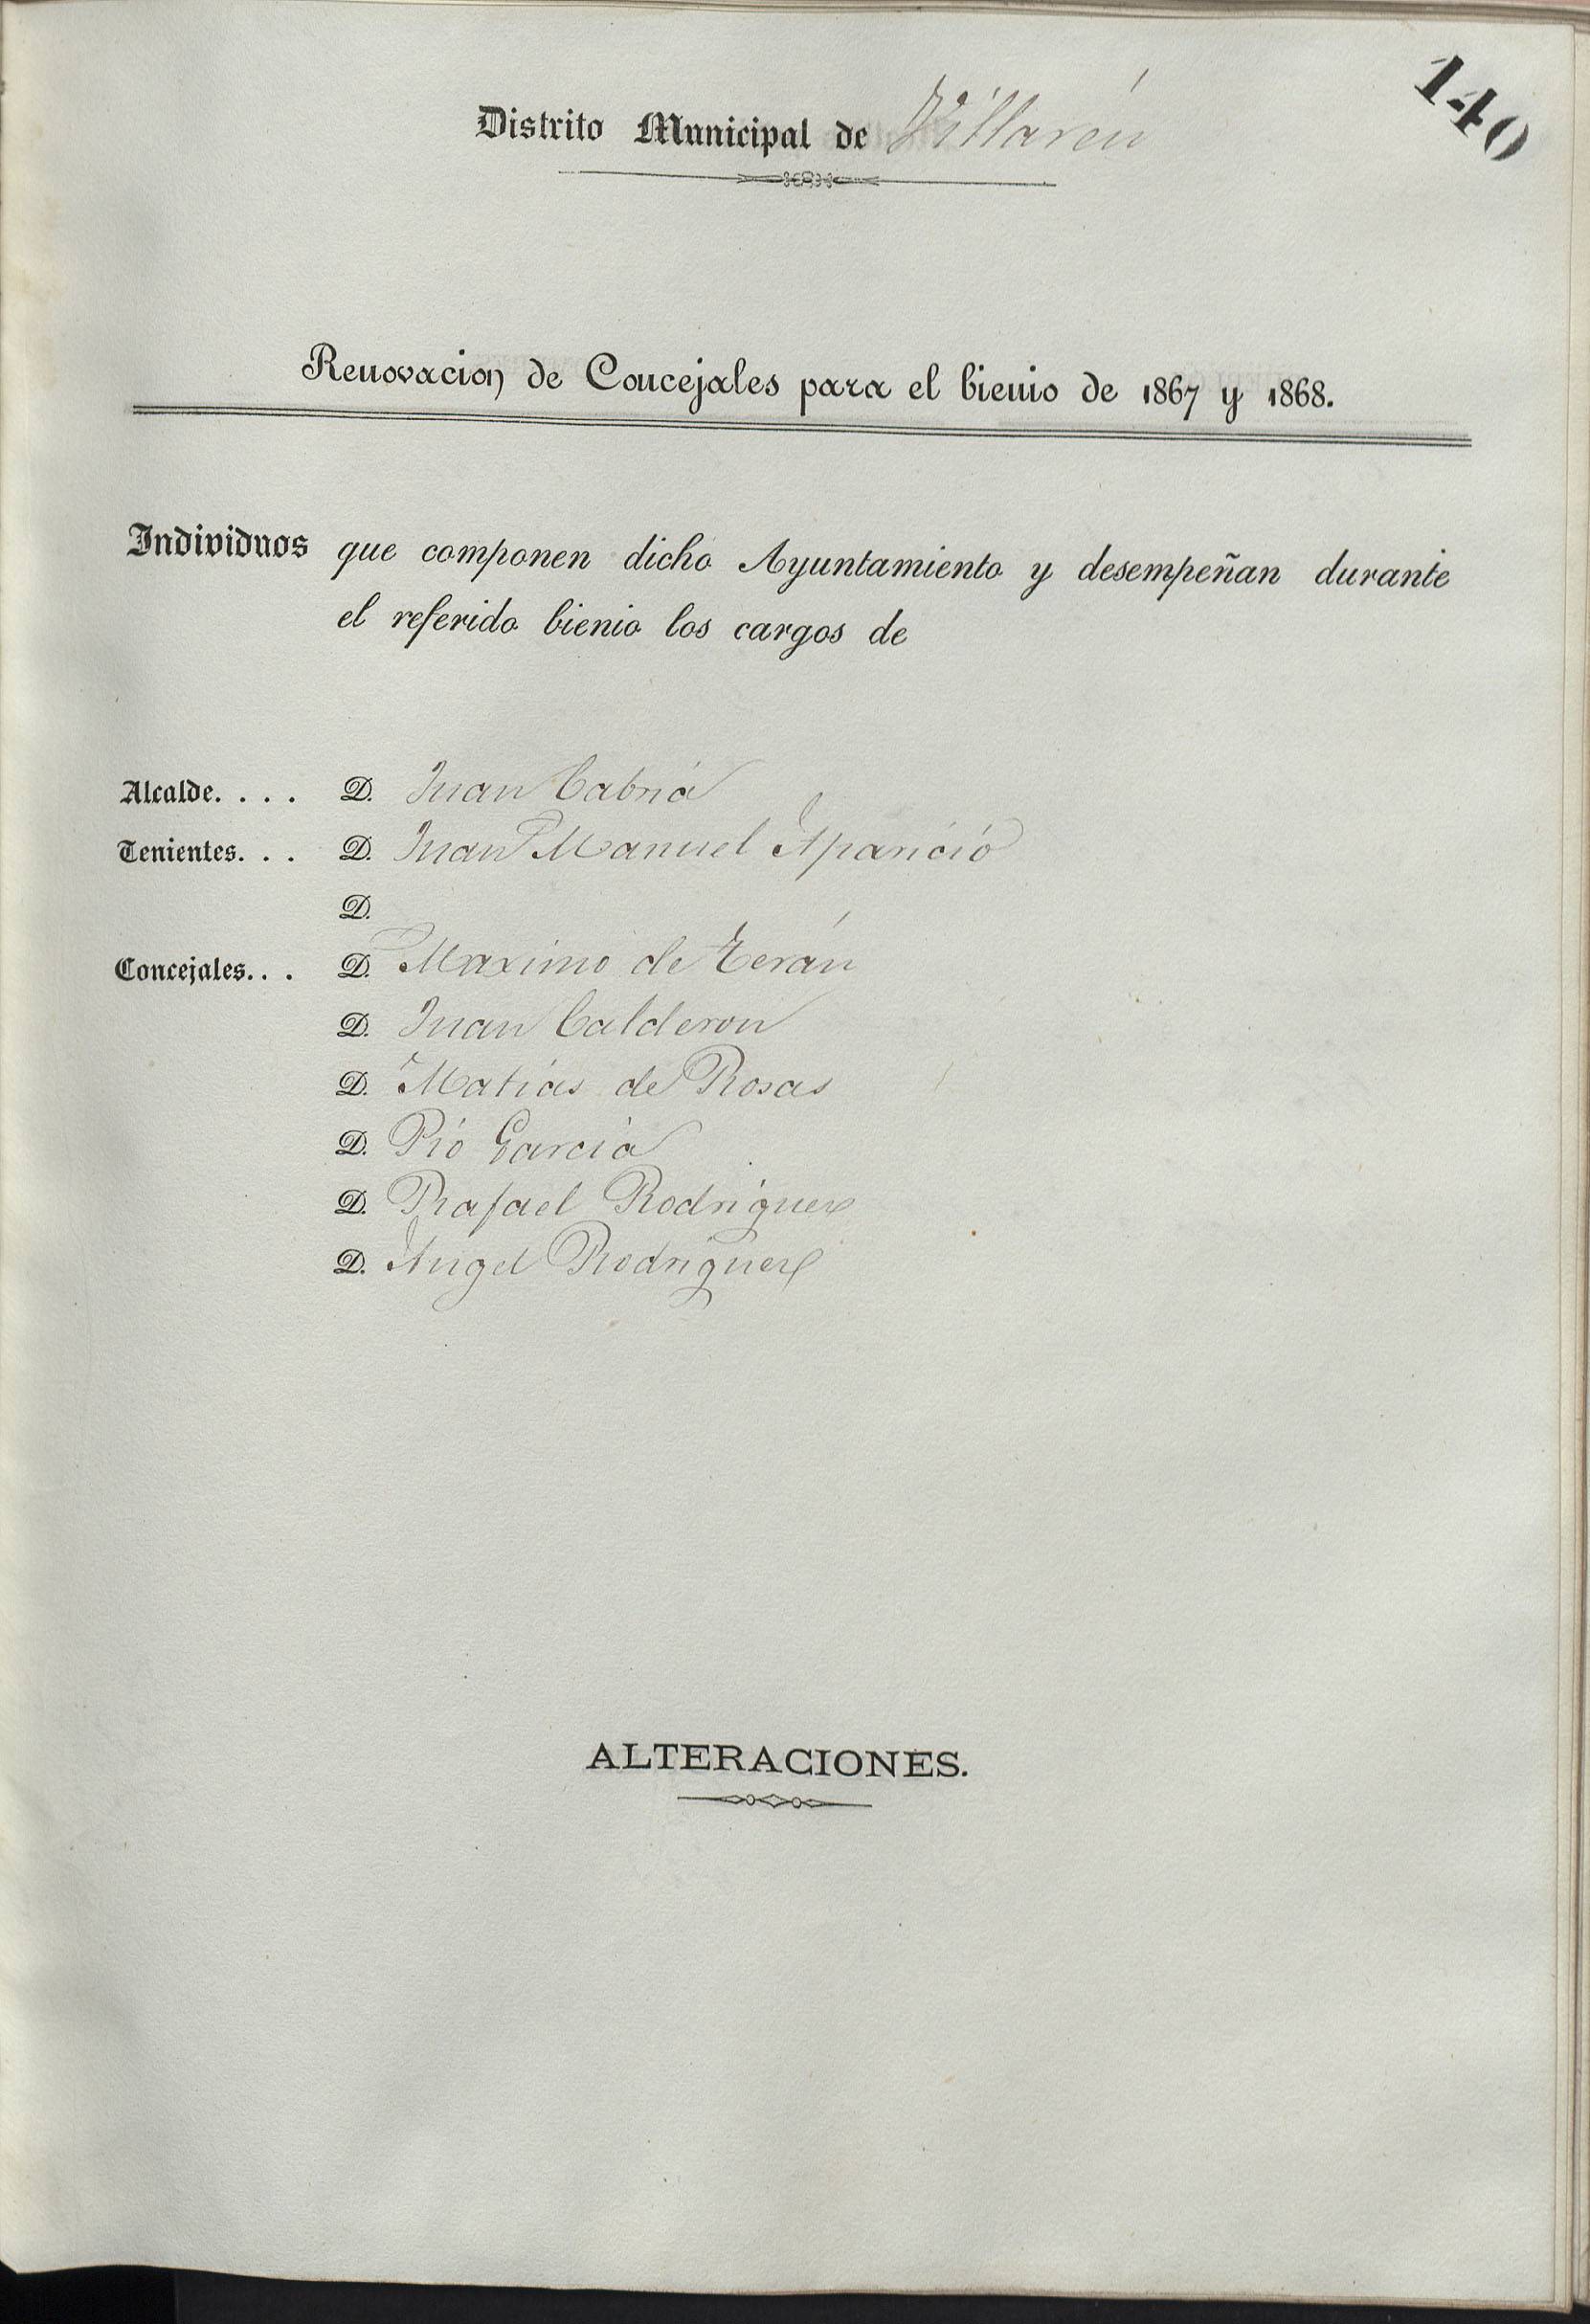 140
Distrito Municipal de Villarén
Renovacion de Concejales para el bienio de 1867 y 1868.
Individuos que componen dicho Ayuntamiento y desempeñan durante
el referido bienio los cargos de
Alcalde. . . . D. Juan Cabria
Tenientes. . . D. Juan Manuel Aparicio
D.
Concejales. . . D. Maximo de Terán
D. Juan Calderon
D. Matias de Rosas
D. Pio Garcia
D. Rafael Rodriguez
D. Angel Rodriguez
ALTERACIONES.